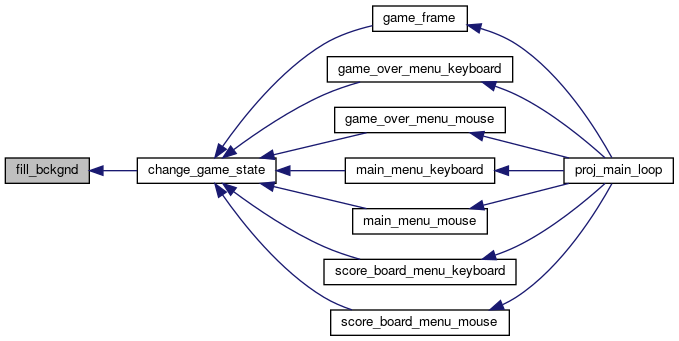 fill_bckgnd
change_game_state
game_frame
game_over_menu_keyboard
game_over_menu_mouse
main_menu_keyboard
main_menu_mouse
score_board_menu_keyboard
score_board_menu_mouse
proj_main_loop